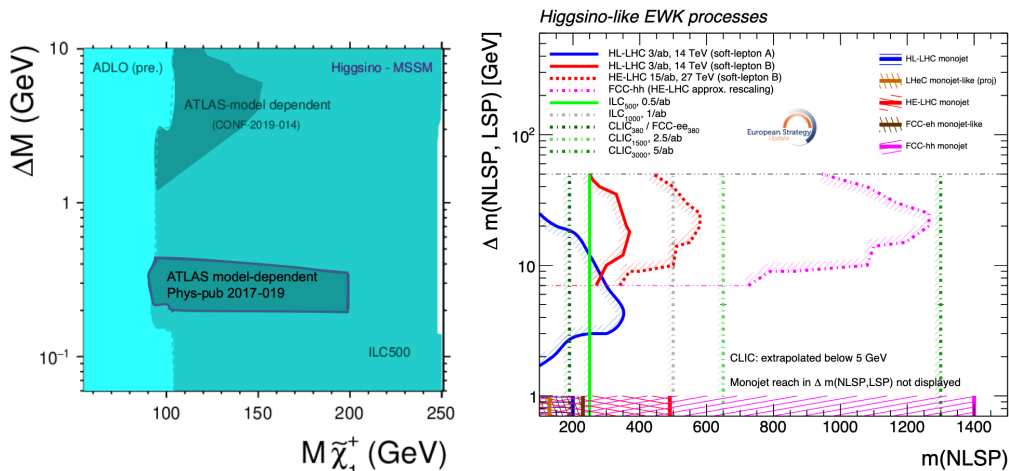 Higgsino-like EWK processes
ΔM (GeV)
10
1
10⁻¹
ADLO (pre.)
Higgsino - MSSM
ATLAS-model dependent
(CONF-2019-014)
ATLAS model-dependent
Phys-pub 2017-019
ILC500
100
150
200
250
M χ̃₁⁺ (GeV)
Δ m(NLSP, LSP) [GeV]
10²
10
1
HL-LHC 3/ab, 14 TeV (soft-lepton A)
HL-LHC 3/ab, 14 TeV (soft-lepton B)
HE-LHC 15/ab, 27 TeV (soft-lepton B)
FCC-hh (HE-LHC approx. rescaling)
ILC₅₀₀, 0.5/ab
ILC₁₀₀₀, 1/ab
CLIC₃₈₀ / FCC-ee₃₈₀
CLIC₁₅₀₀, 2.5/ab
CLIC₃₀₀₀, 5/ab
European Strategy
Update
HL-LHC monojet
LHeC monojet-like (proj)
HE-LHC monojet
FCC-eh monojet-like
FCC-hh monojet
CLIC: extrapolated below 5 GeV
Monojet reach in Δ m(NLSP,LSP) not displayed
200
400
600
800
1000
1200
1400
m(NLSP)